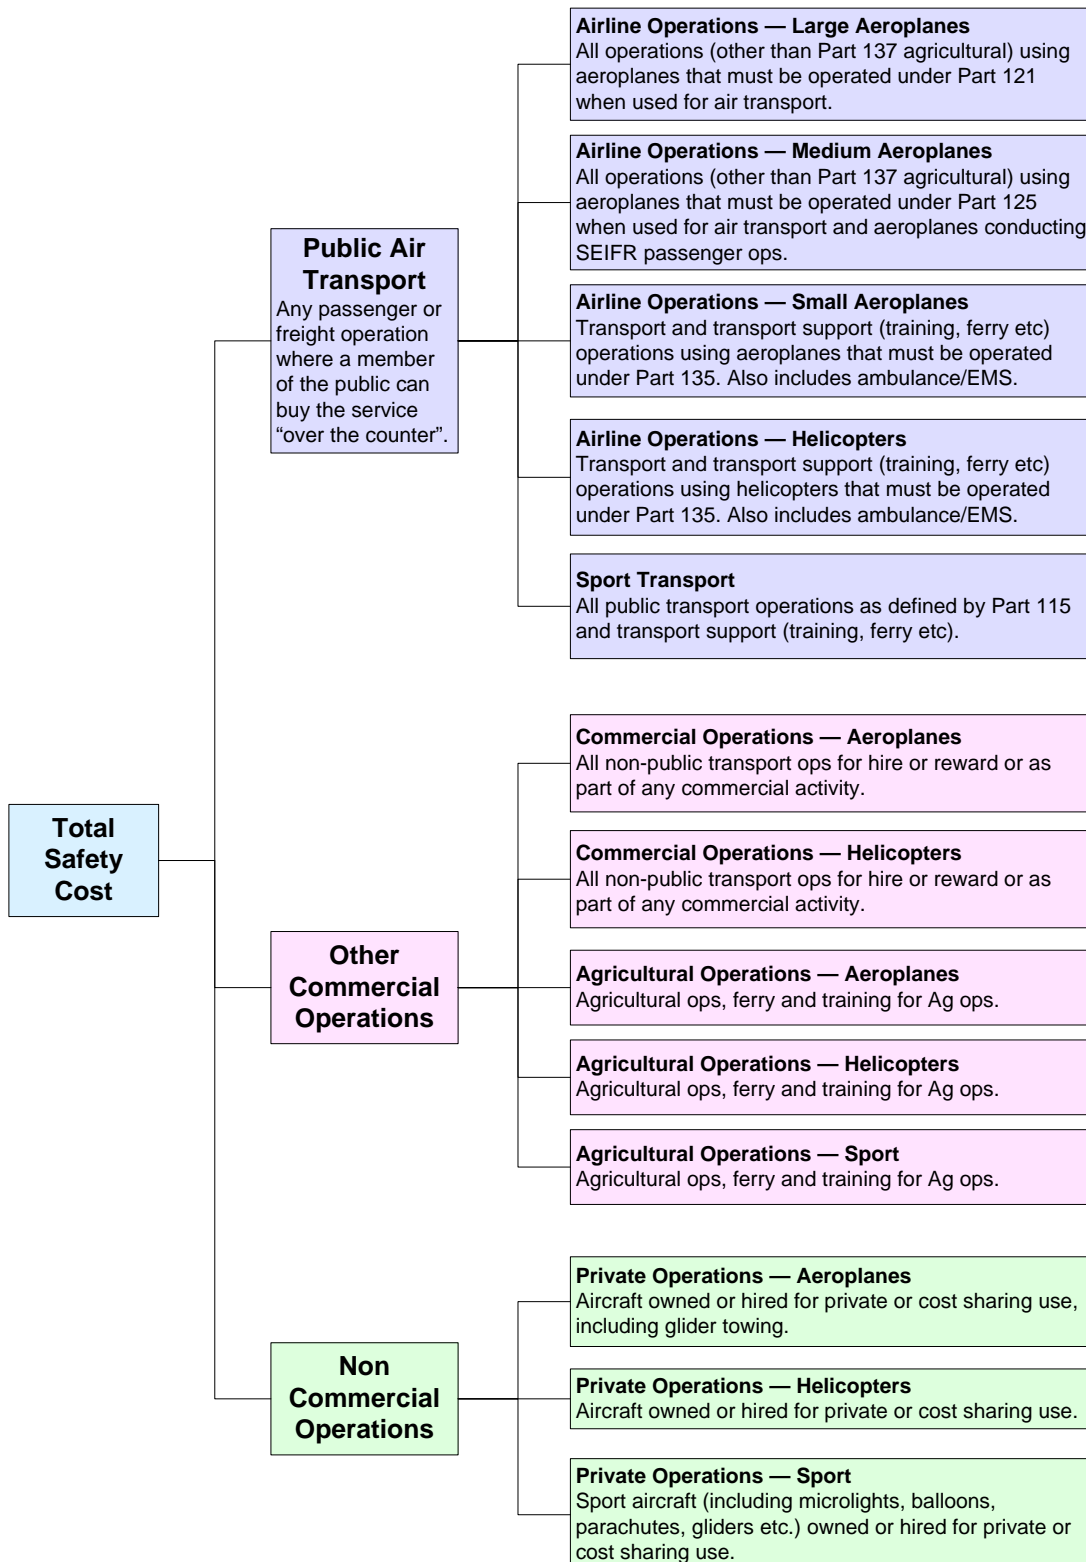 Airline Operations — Large Aeroplanes
All operations (other than Part 137 agricultural) using
aeroplanes that must be operated under Part 121
when used for air transport.
Airline Operations — Medium Aeroplanes
All operations (other than Part 137 agricultural) using
aeroplanes that must be operated under Part 125
when used for air transport and aeroplanes conducting
SEIFR passenger ops.
Public Air
Transport
Any passenger or
freight operation
where a member
of the public can
buy the service
“over the counter”.
Airline Operations — Small Aeroplanes
Transport and transport support (training, ferry etc)
operations using aeroplanes that must be operated
under Part 135. Also includes ambulance/EMS.
Airline Operations — Helicopters
Transport and transport support (training, ferry etc)
operations using helicopters that must be operated
under Part 135. Also includes ambulance/EMS.
Sport Transport
All public transport operations as defined by Part 115
and transport support (training, ferry etc).
Commercial Operations — Aeroplanes
All non-public transport ops for hire or reward or as
part of any commercial activity.
Total
Safety
Cost
Commercial Operations — Helicopters
All non-public transport ops for hire or reward or as
part of any commercial activity.
Other
Commercial
Operations
Agricultural Operations — Aeroplanes
Agricultural ops, ferry and training for Ag ops.
Agricultural Operations — Helicopters
Agricultural ops, ferry and training for Ag ops.
Agricultural Operations — Sport
Agricultural ops, ferry and training for Ag ops.
Private Operations — Aeroplanes
Aircraft owned or hired for private or cost sharing use,
including glider towing.
Non
Commercial
Operations
Private Operations — Helicopters
Aircraft owned or hired for private or cost sharing use.
Private Operations — Sport
Sport aircraft (including microlights, balloons,
parachutes, gliders etc.) owned or hired for private or
cost sharing use.